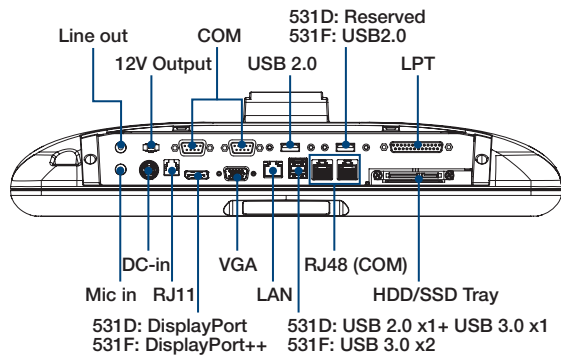 531D: Reserved
531F: USB2.0
Line out
COM
12V Output
USB 2.0
LPT
DC-in
VGA
RJ48 (COM)
Mic in
RJ11
LAN
HDD/SSD Tray
531D: DisplayPort
531F: DisplayPort++
531D: USB 2.0 x1+ USB 3.0 x1
531F: USB 3.0 x2